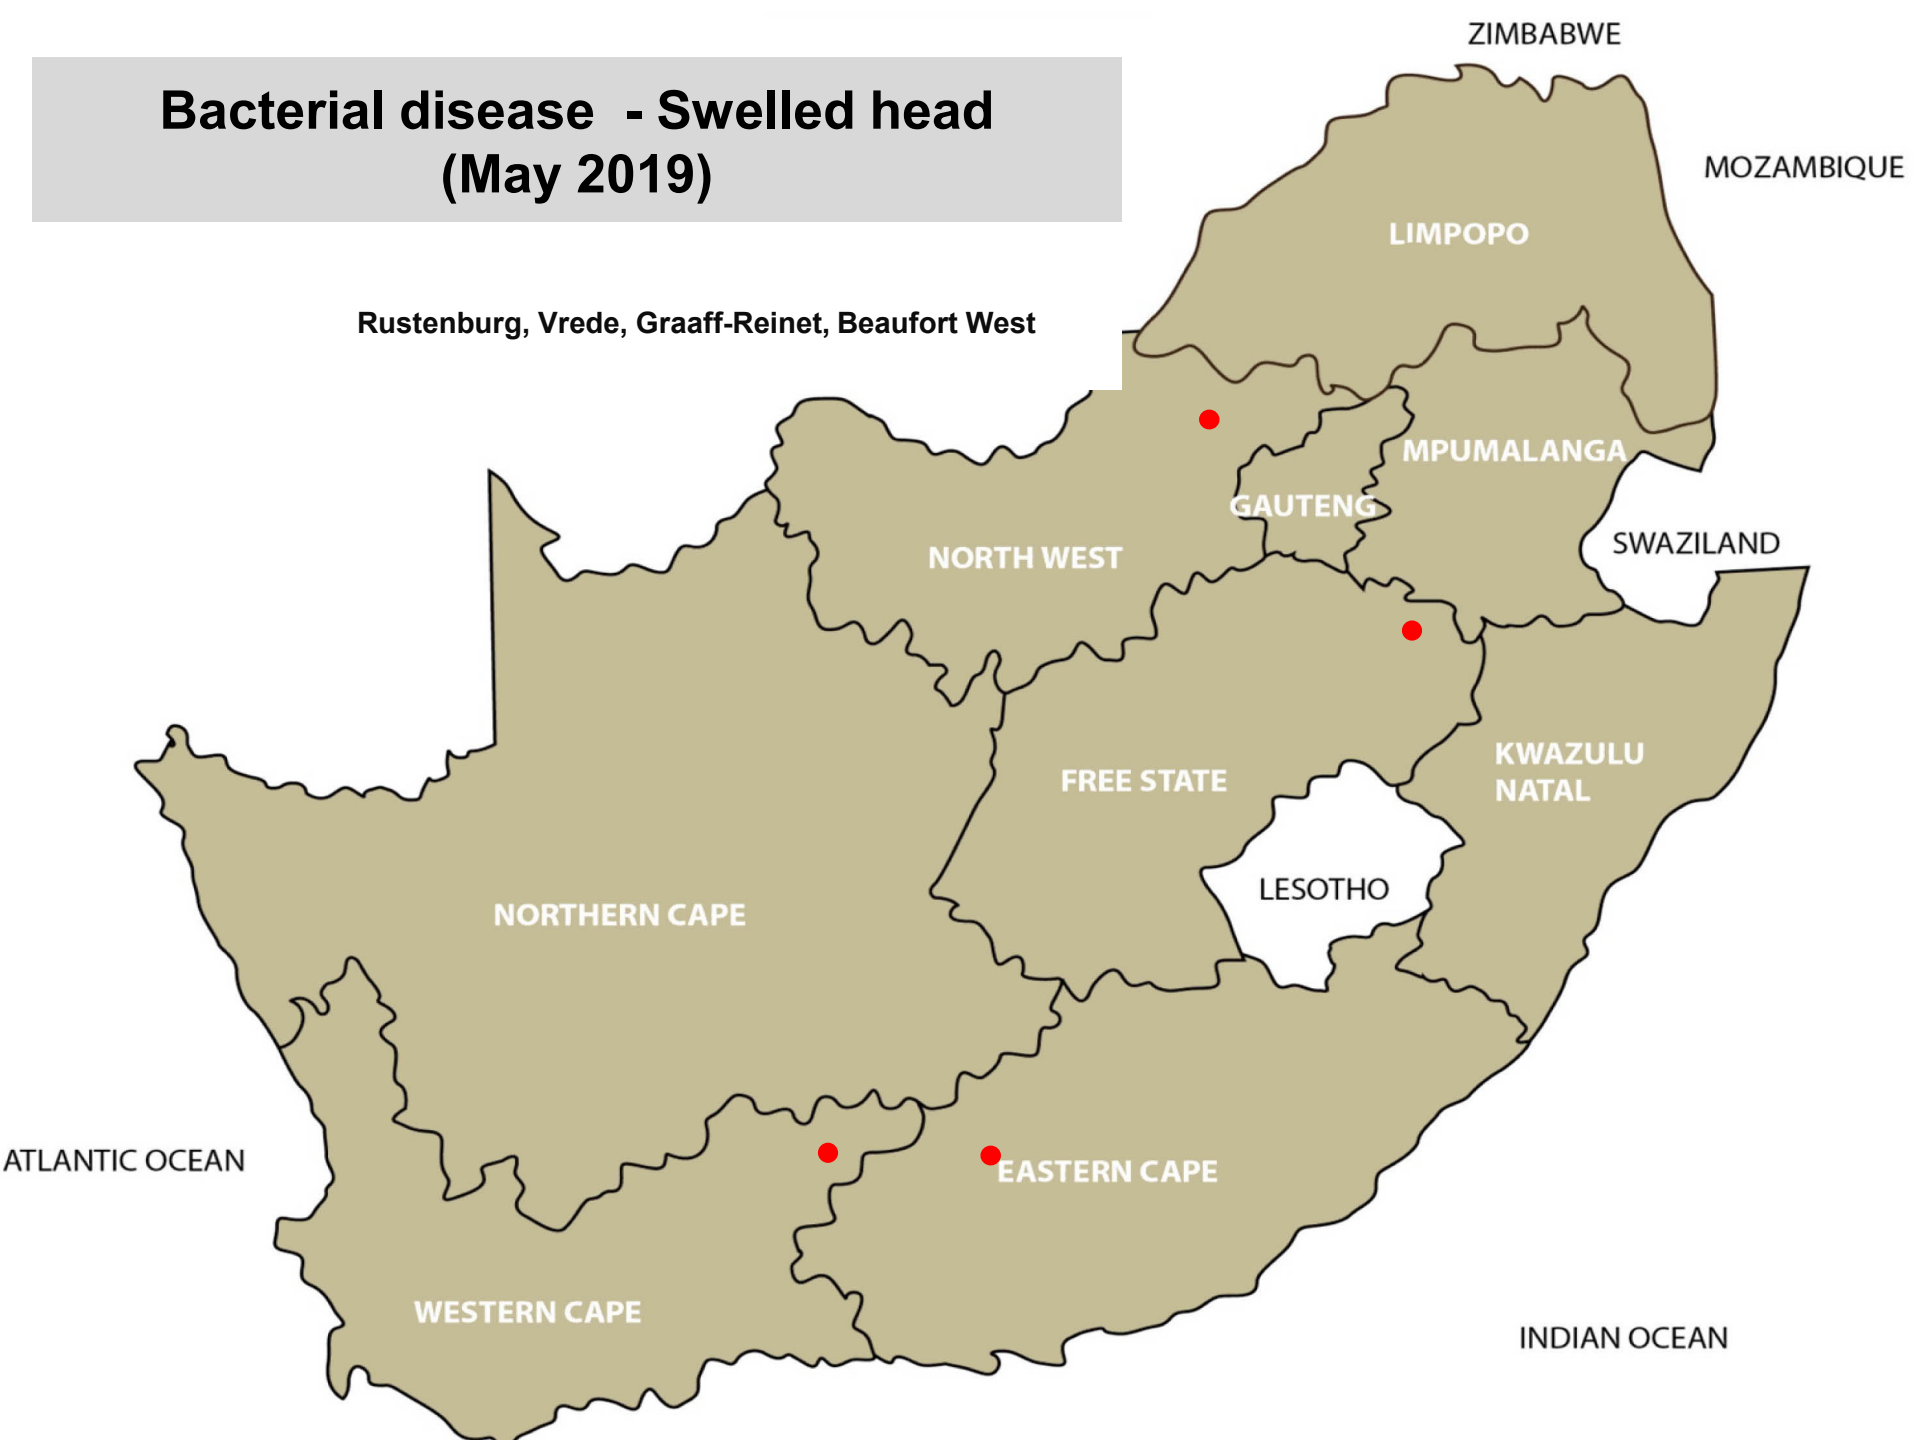 ZIMBABWE
Bacterial disease  - Swelled head
(May 2019)
MOZAMBIQUE
LIMPOPO
Rustenburg, Vrede, Graaff-Reinet, Beaufort West
MPUMALANGA
GAUTENG
SWAZILAND
NORTH WEST
KWAZULU
NATAL
FREE STATE
LESOTHO
NORTHERN CAPE
ATLANTIC OCEAN
EASTERN CAPE
WESTERN CAPE
INDIAN OCEAN